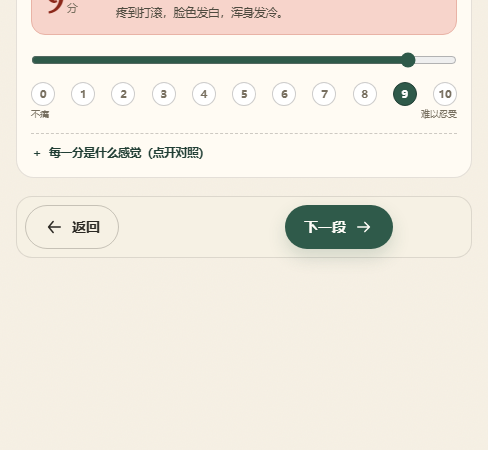 9 分
疼到打滚，脸色发白，浑身发冷。
0 1 2 3 4 5 6 7 8 9 10
不痛 难以忍受
+ 每一分是什么感觉（点开对照）
← 返回 下一段 →